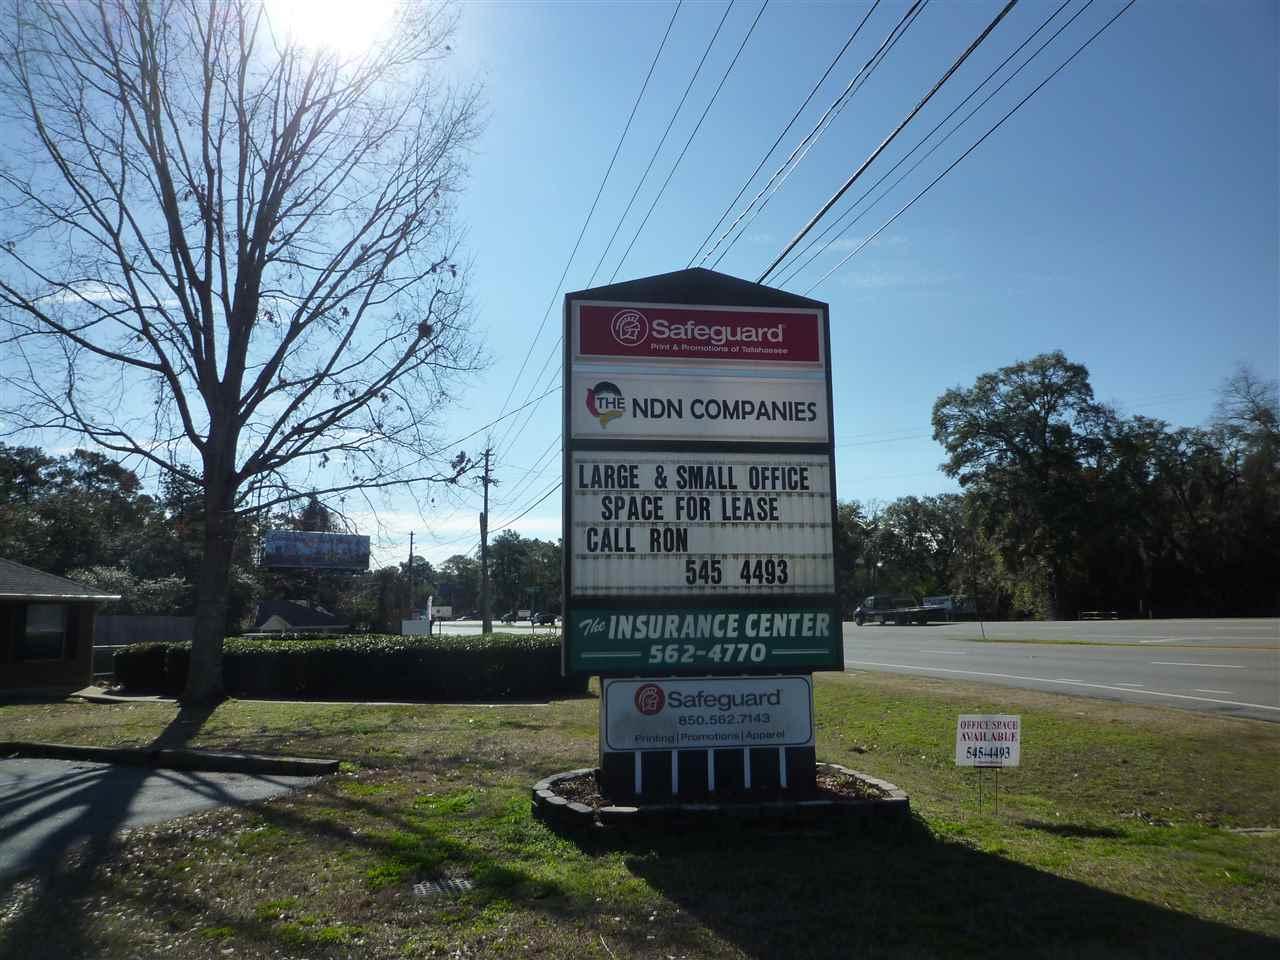 Safeguard
Print & Promotions of Tallahassee
THE NDN COMPANIES
LARGE & SMALL OFFICE
SPACE FOR LEASE
CALL RON
545 4493
The INSURANCE CENTER
562-4770
Safeguard
850.562.7143
Printing|Promotions|Apparel
OFFICE SPACE
AVAILABLE
545-4493